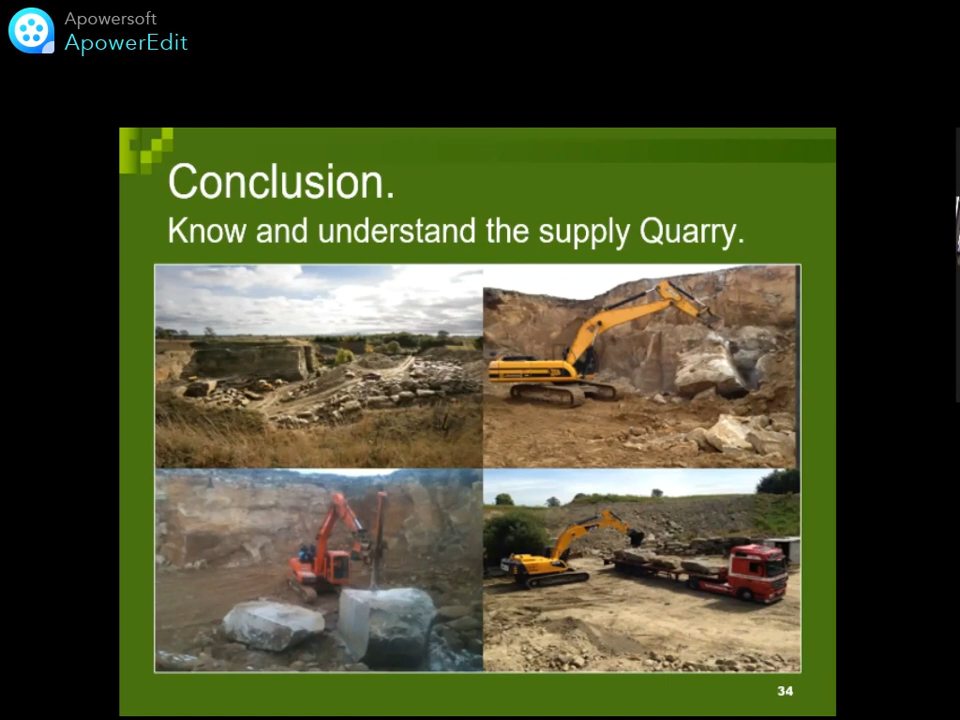 Apowersoft
ApowerEdit
Conclusion.
Know and understand the supply Quarry.
34